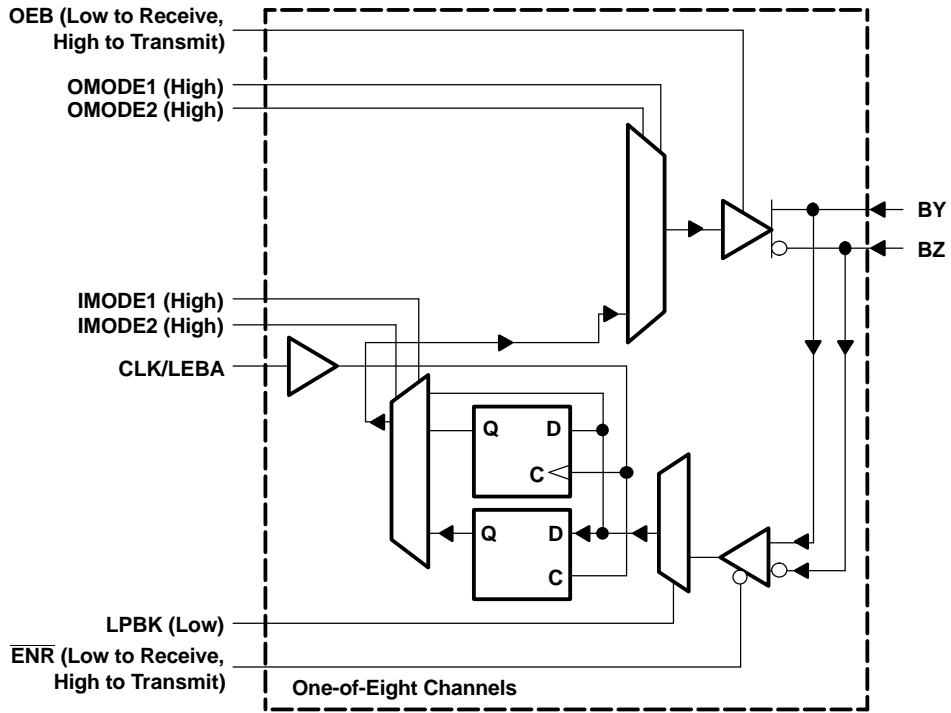 OEB (Low to Receive,
High to Transmit)
OMODE1 (High)
OMODE2 (High)
BY
BZ
IMODE1 (High)
IMODE2 (High)
CLK/LEBA
Q D
C
Q D
C
LPBK (Low)
ENR (Low to Receive,
High to Transmit)
One-of-Eight Channels